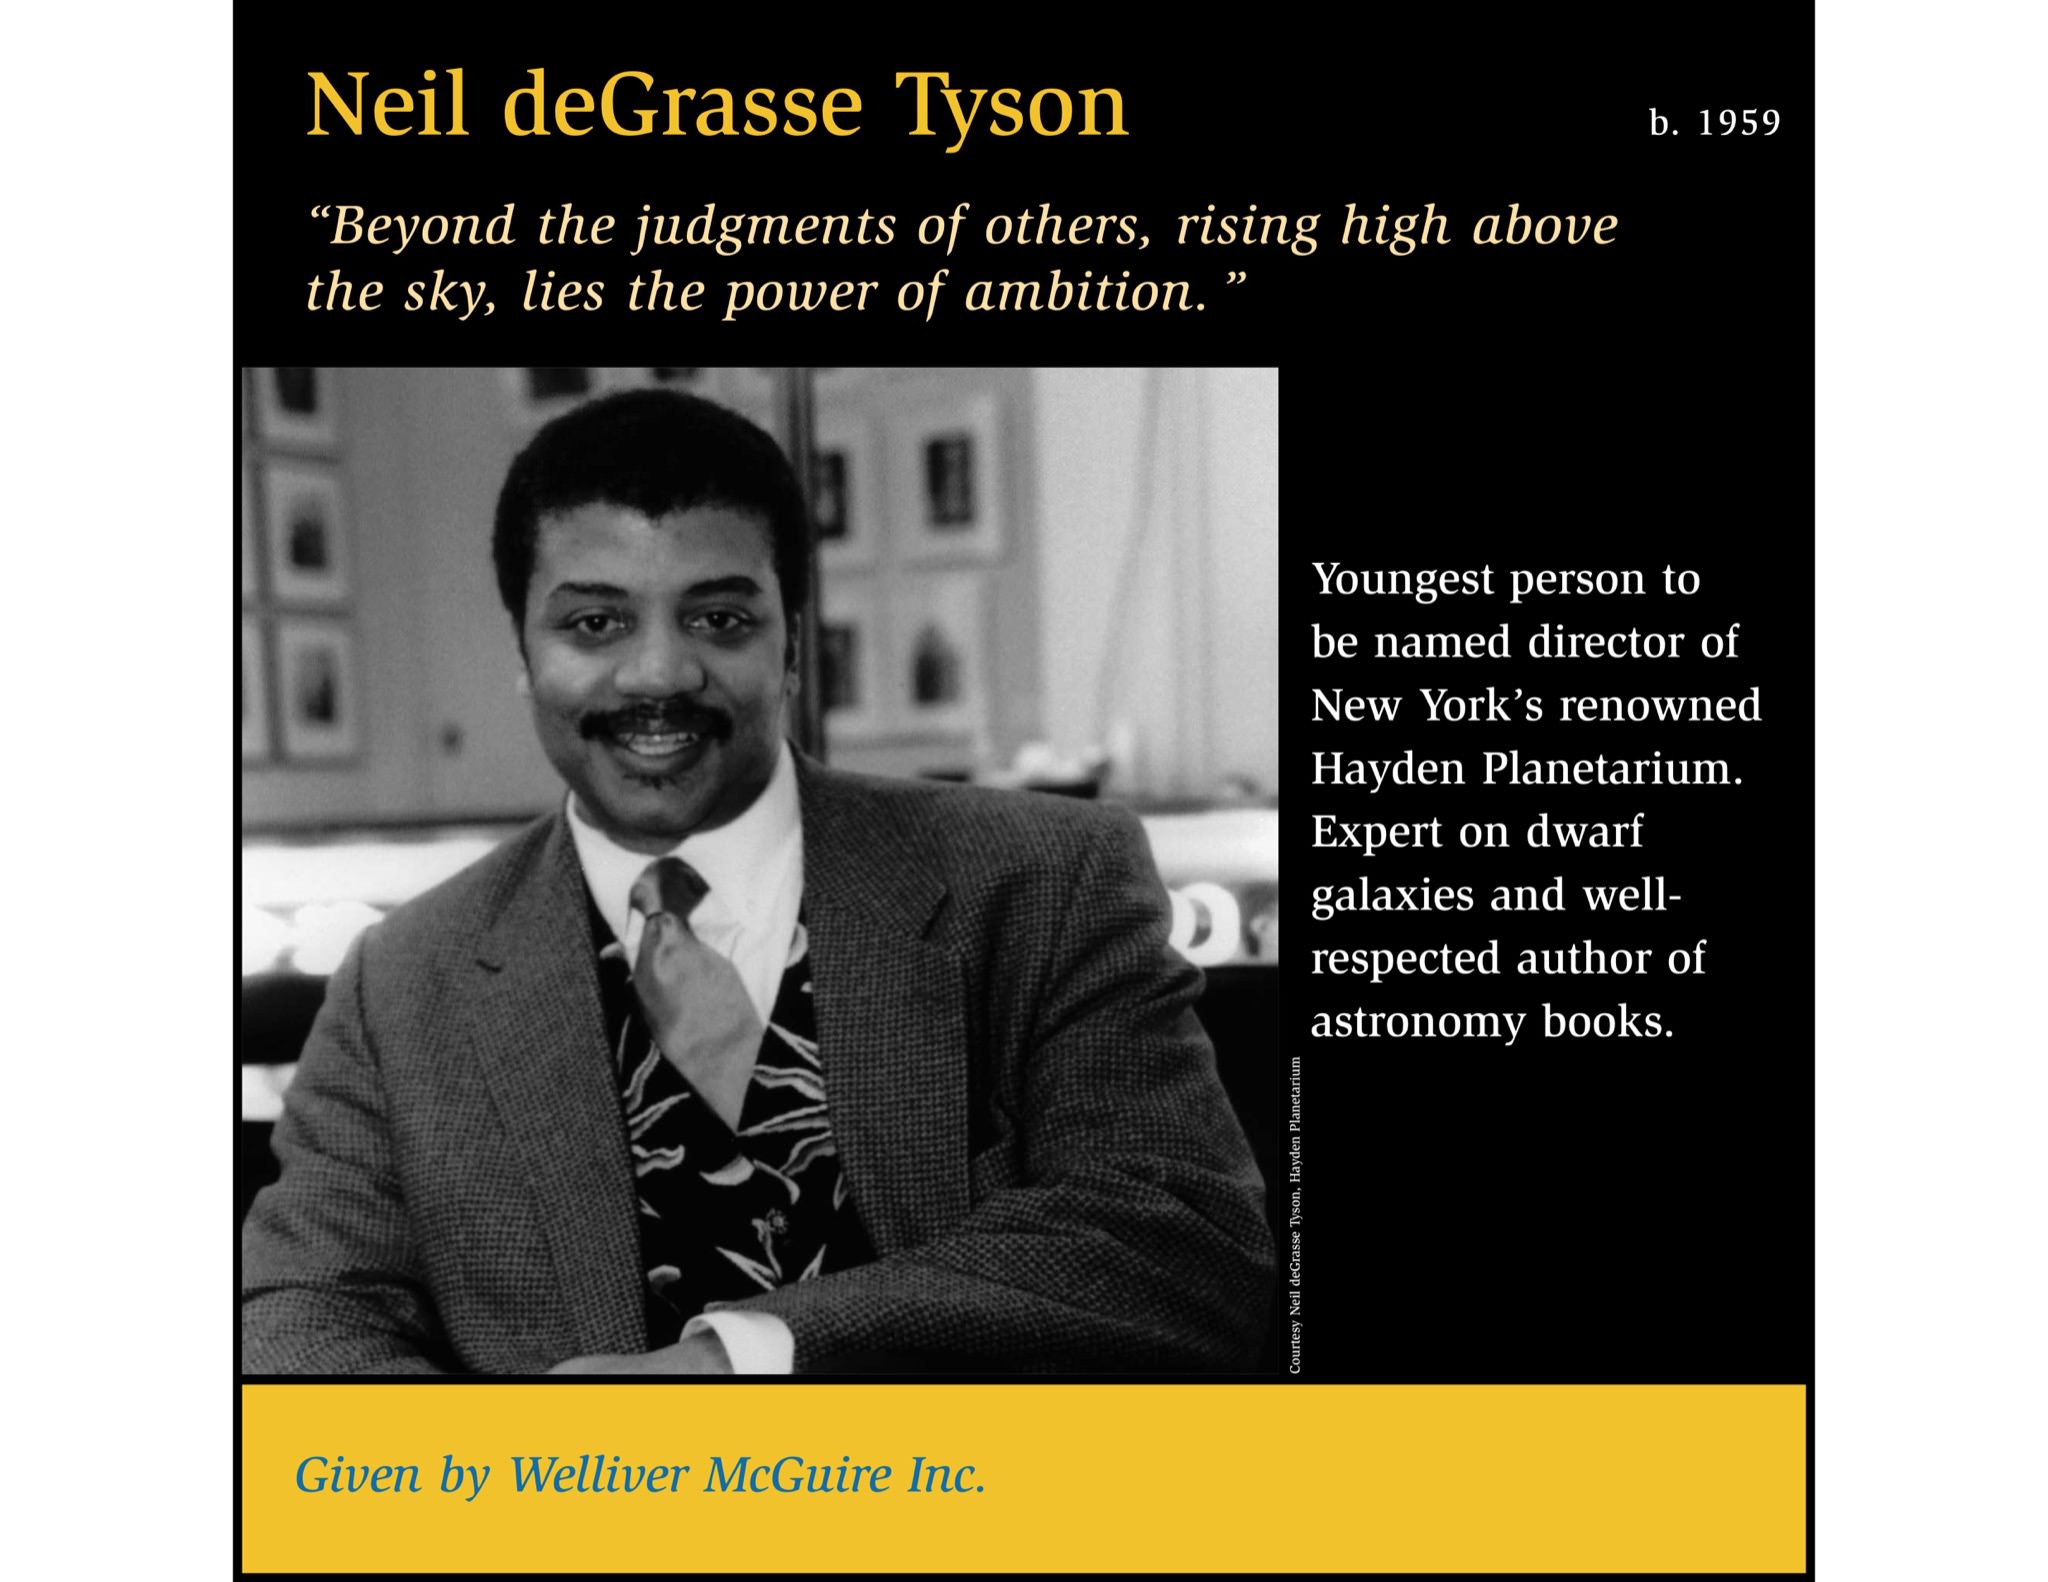 Neil deGrasse Tyson
b. 1959
“Beyond the judgments of others, rising high above
the sky, lies the power of ambition. ”
Youngest person to
be named director of
New York’s renowned
Hayden Planetarium.
Expert on dwarf
galaxies and well-
respected author of
astronomy books.
Courtesy Neil deGrasse Tyson, Hayden Planetarium
Given by Welliver McGuire Inc.